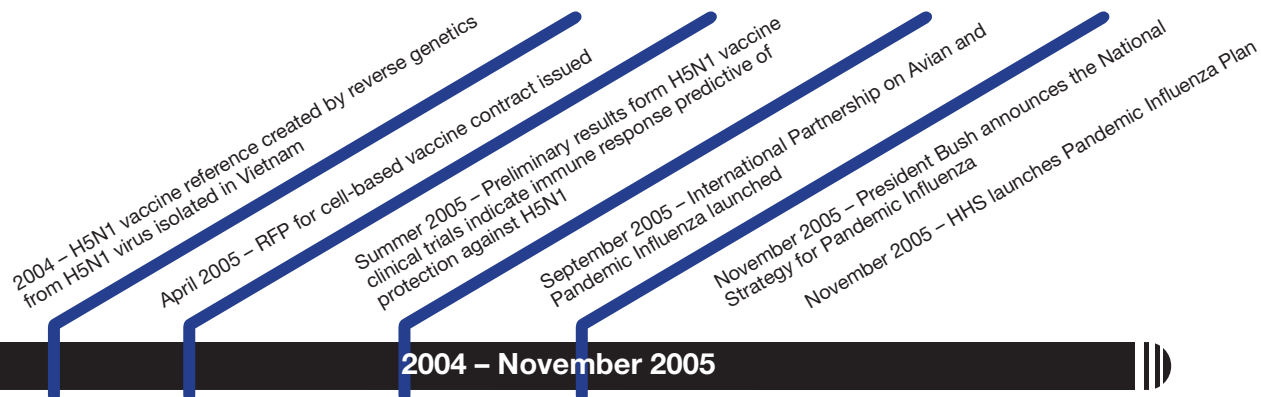 2004 – H5N1 vaccine reference created by reverse genetics
from H5N1 virus isolated in Vietnam
April 2005 – RFP for cell-based vaccine contract issued
Summer 2005 – Preliminary results form H5N1 vaccine
clinical trials indicate immune response predictive of
protection against H5N1
September 2005 – International Partnership on Avian and
Pandemic Influenza launched
November 2005 – President Bush announces the National
Strategy for Pandemic Influenza
November 2005 – HHS launches Pandemic Influenza Plan
2004 – November 2005